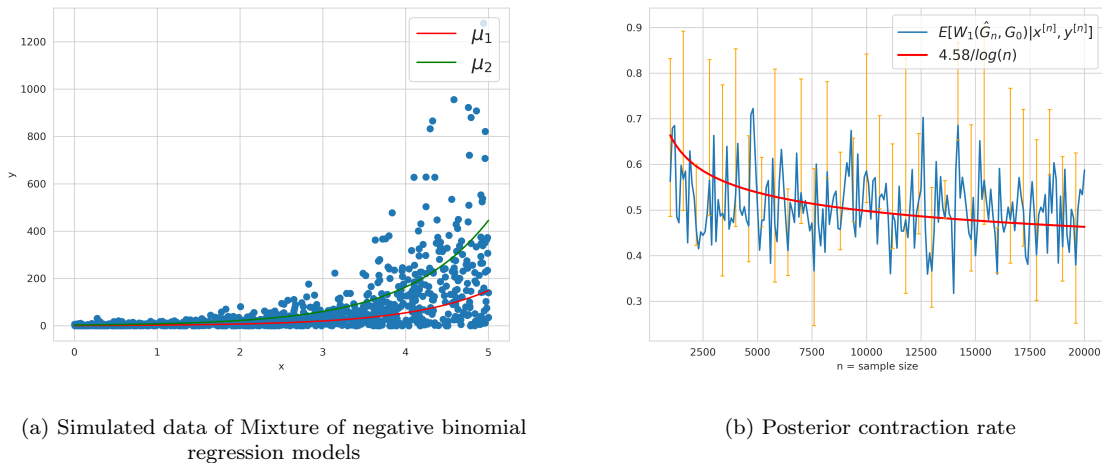 1200
1000
800
600
400
200
0
y
μ₁
μ₂
0 1 2 3 4 5
x
(a) Simulated data of Mixture of negative binomial
regression models
0.9
0.8
0.7
0.6
0.5
0.4
0.3
E[W₁(Ĝₙ, G₀)|x^[n], y^[n]]
4.58/log(n)
2500 5000 7500 10000 12500 15000 17500 20000
n = sample size
(b) Posterior contraction rate